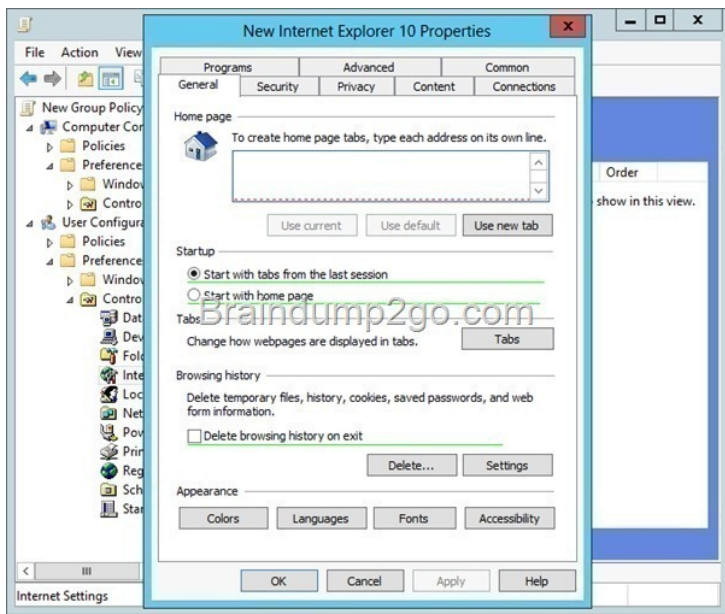 New Internet Explorer 10 Properties
x
x
File Action View
Programs Advanced Common
General Security Privacy Content Connections
New Group Policy
Computer Cor
Policies
Preference
Window
Contro
User Configura
Policies
Preference
Window
Contro
Dat
Dev
Fold
Inte
Loc
Net
Pow
Prin
Reg
Sch
Star
Home page
To create home page tabs, type each address on its own line.
Use current Use default Use new tab
Order
show in this view.
Startup
Start with tabs from the last session
Start with home page
Braindump2go.com
Tabs
Change how webpages are displayed in tabs.
Tabs
Browsing history
Delete temporary files, history, cookies, saved passwords, and web
form information.
Delete browsing history on exit
Delete... Settings
Appearance
Colors Languages Fonts Accessibility
OK Cancel Apply Help
Internet Settings